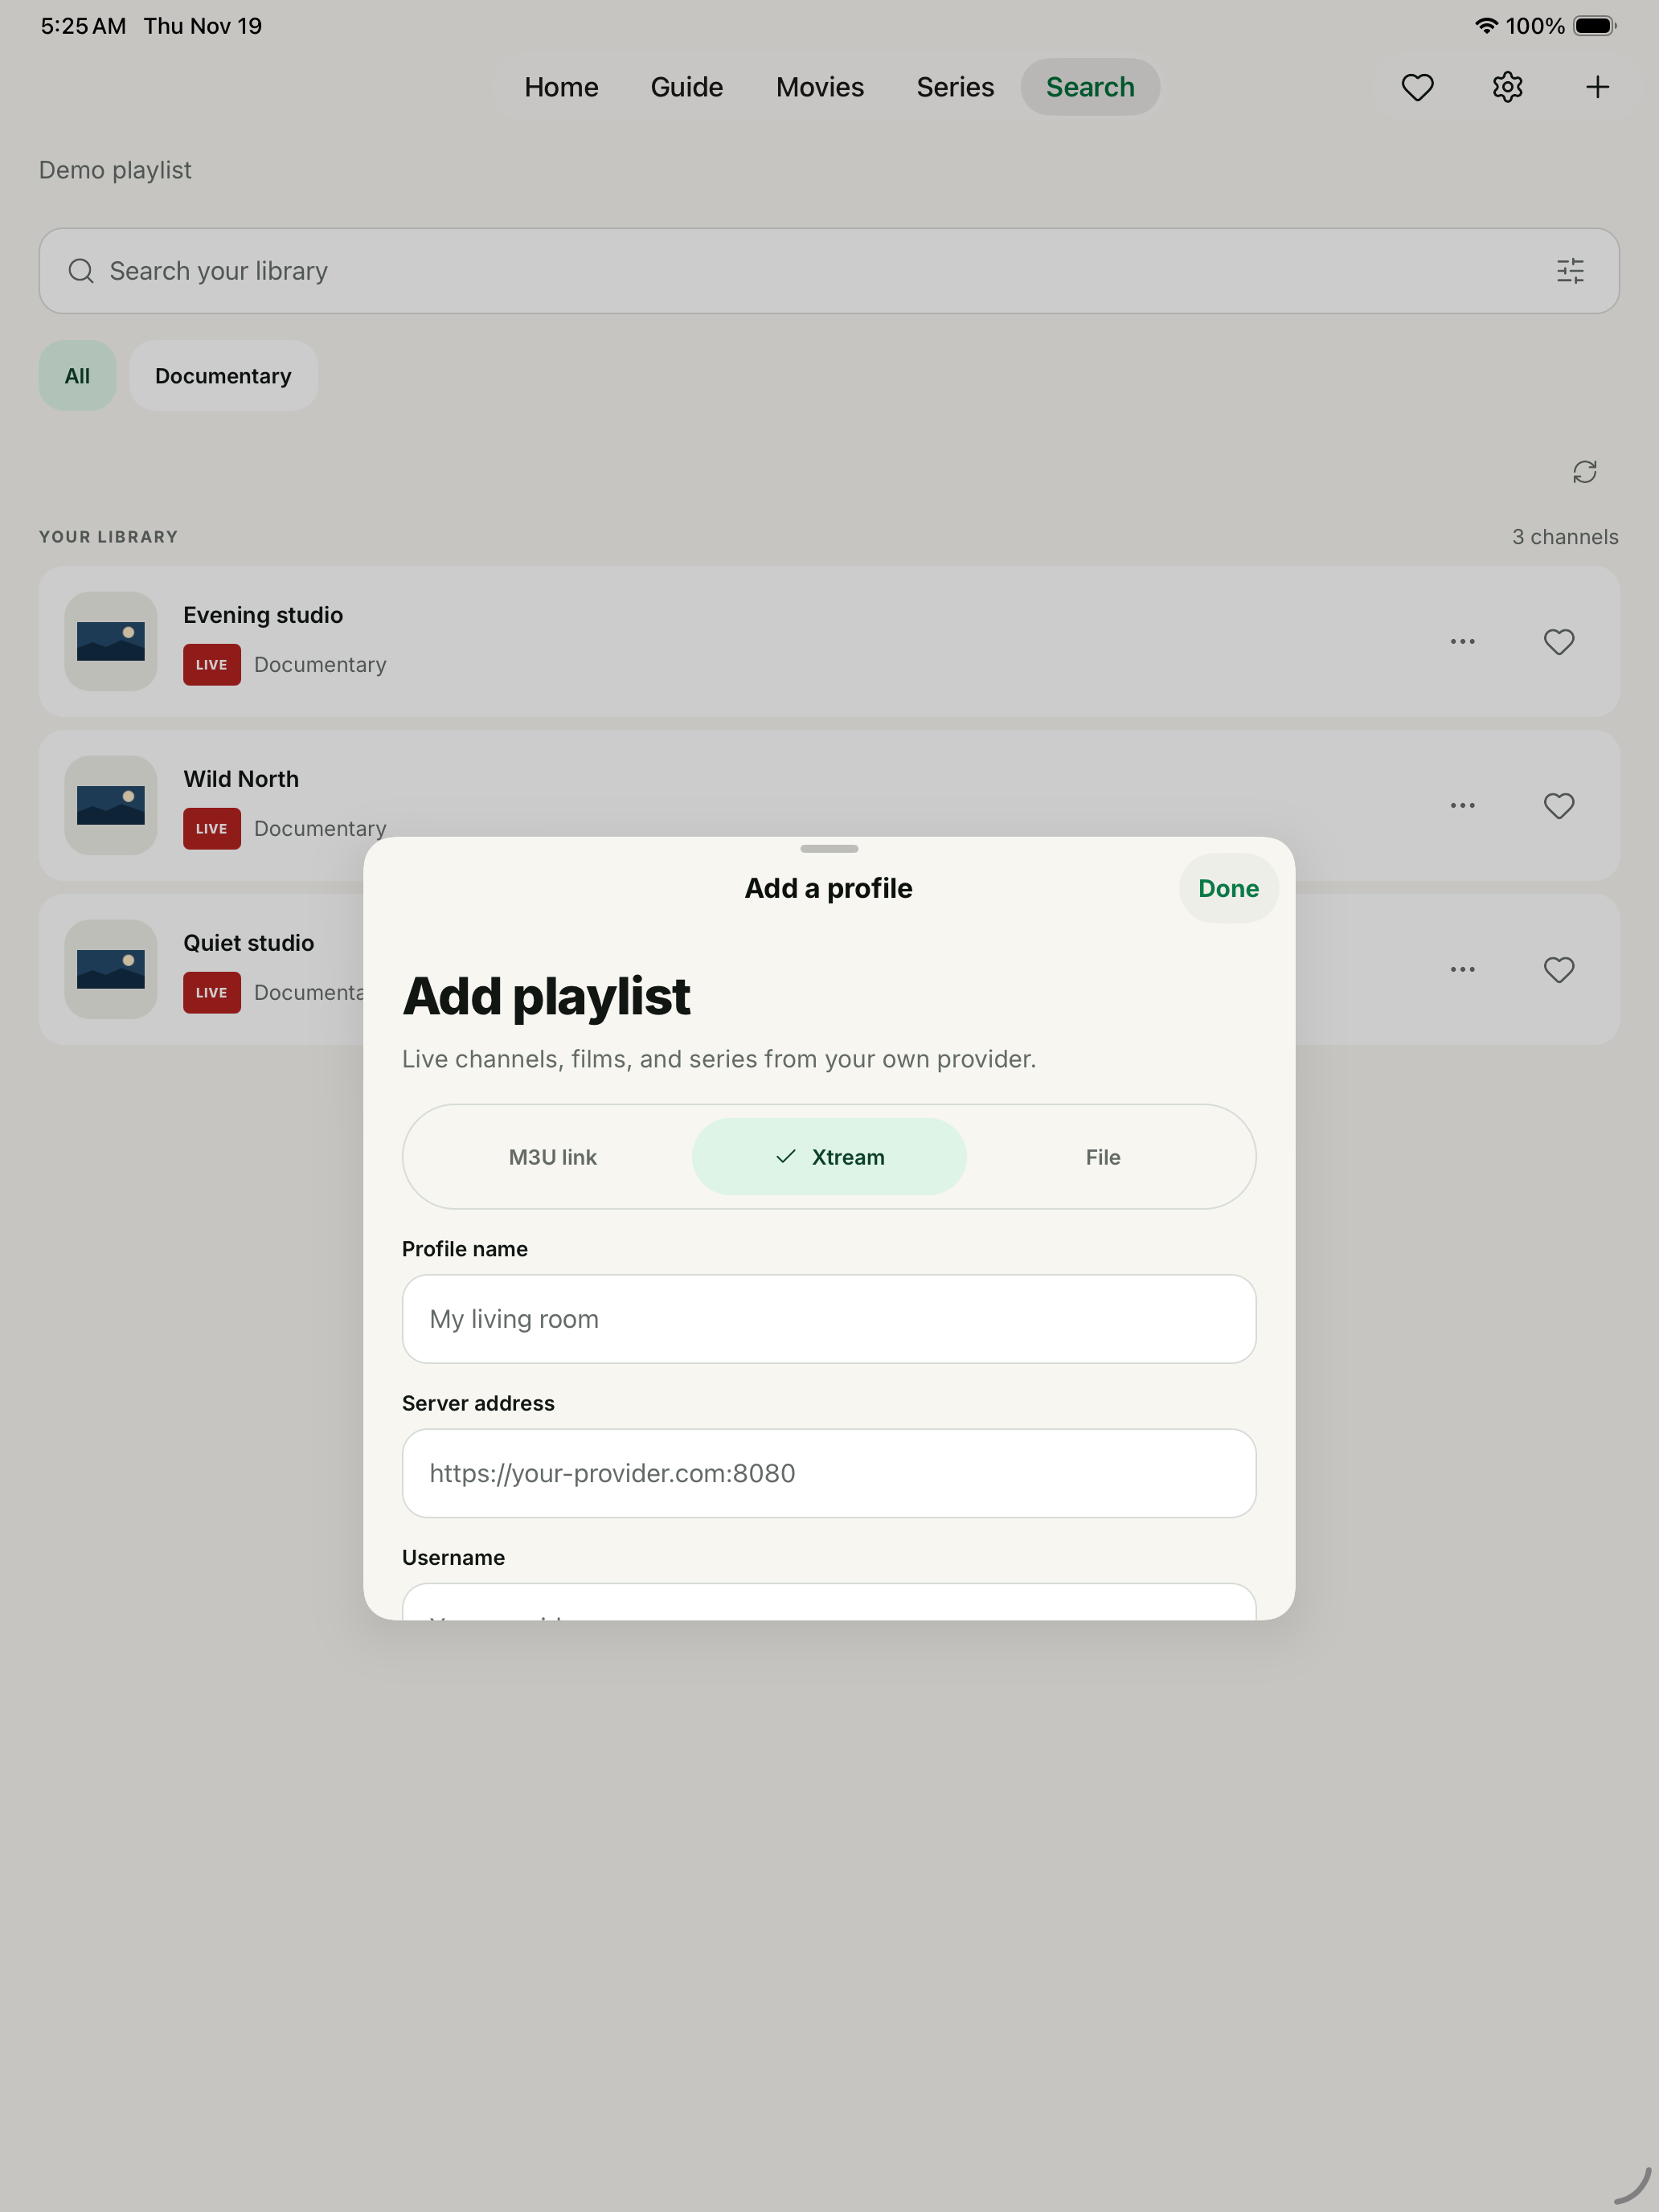 5:25 AM Thu Nov 19
100%
Home Guide Movies Series Search
Demo playlist
Search your library
All Documentary
YOUR LIBRARY
3 channels
Evening studio
LIVE Documentary
Wild North
LIVE Documentary
Quiet studio
LIVE Documenta
Add a profile
Done
Add playlist
Live channels, films, and series from your own provider.
M3U link Xtream File
Profile name
My living room
Server address
https://your-provider.com:8080
Username